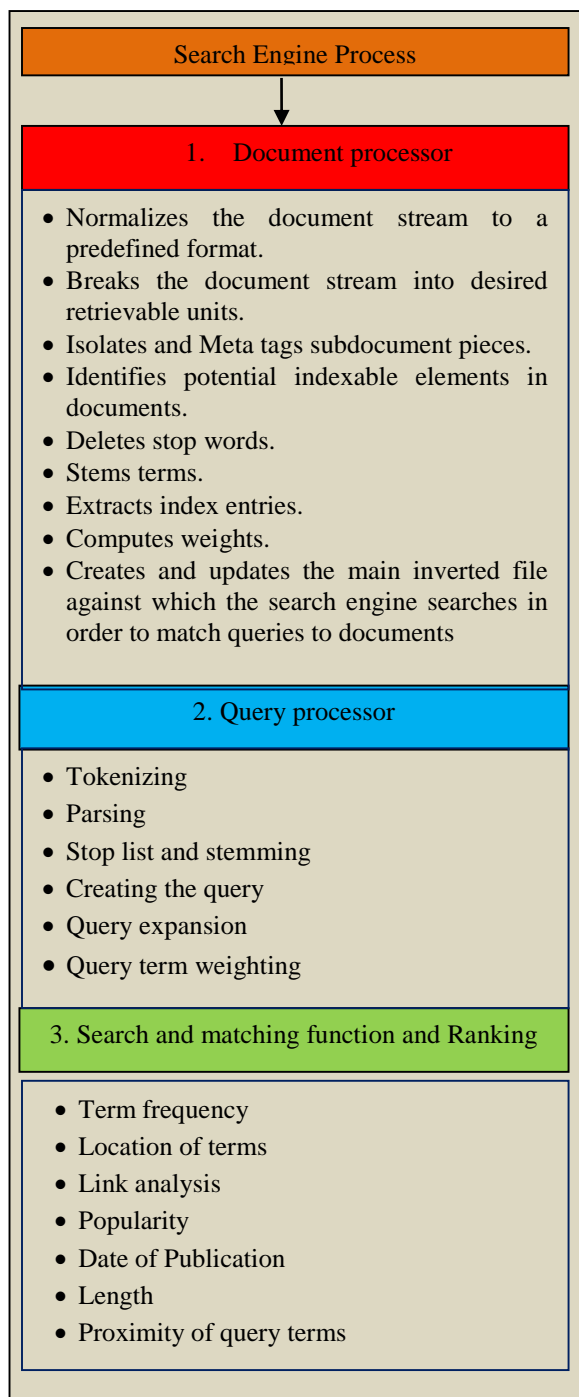 Search Engine Process
1. Document processor
• Normalizes the document stream to a
predefined format.
• Breaks the document stream into desired
retrievable units.
• Isolates and Meta tags subdocument pieces.
• Identifies potential indexable elements in
documents.
• Deletes stop words.
• Stems terms.
• Extracts index entries.
• Computes weights.
• Creates and updates the main inverted file
against which the search engine searches in
order to match queries to documents
2. Query processor
• Tokenizing
• Parsing
• Stop list and stemming
• Creating the query
• Query expansion
• Query term weighting
3. Search and matching function and Ranking
• Term frequency
• Location of terms
• Link analysis
• Popularity
• Date of Publication
• Length
• Proximity of query terms